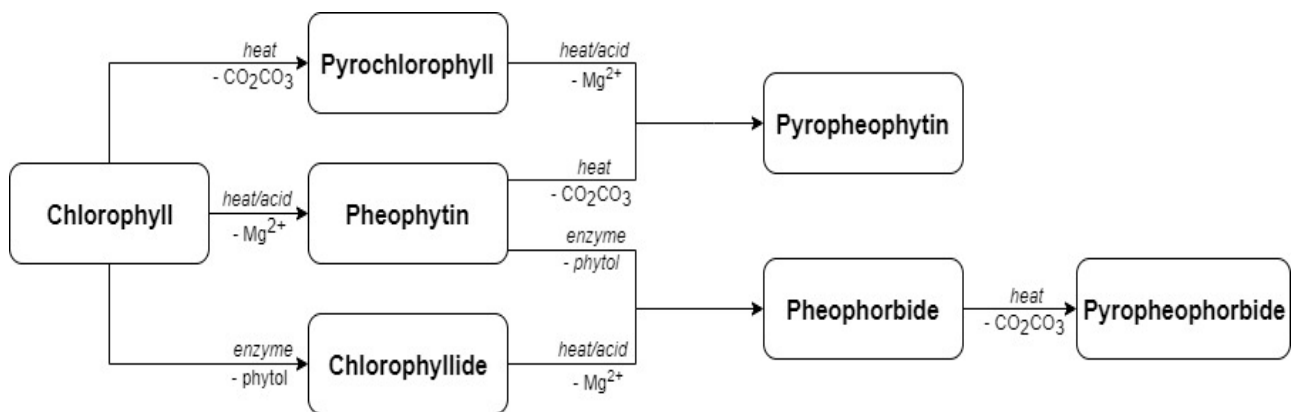 heat
- CO2CO3
Pyrochlorophyll
heat/acid
- Mg2+
Pyropheophytin
Chlorophyll
heat/acid
- Mg2+
Pheophytin
heat
- CO2CO3
enzyme
- phytol
Pheophorbide
heat
- CO2CO3
Pyropheophorbide
enzyme
- phytol
Chlorophyllide
heat/acid
- Mg2+